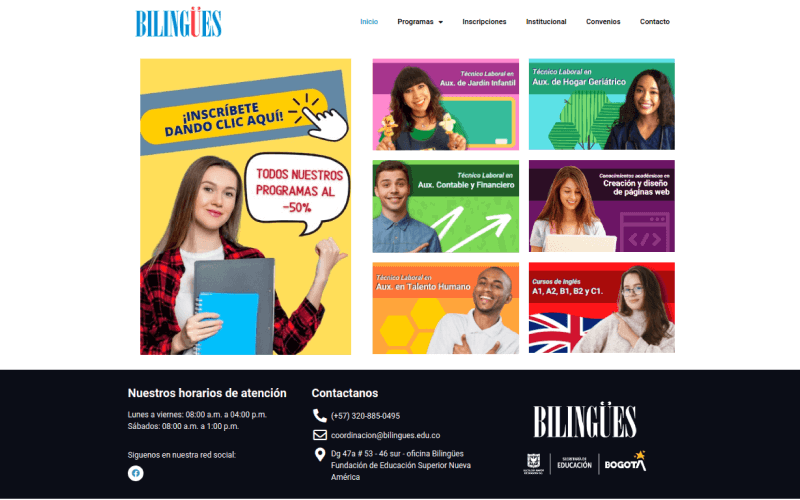 BILINGÜES
Inicio
Programas
Inscripciones
Institucional
Convenios
Contacto
¡INSCRÍBETE
DANDO CLIC AQUÍ!
TODOS NUESTROS
PROGRAMAS AL
-50%
Técnico Laboral en
Aux. de Jardín Infantil
Técnico Laboral en
Aux. de Hogar Geriátrico
Técnico Laboral en
Aux. Contable y Financiero
Conocimientos académicos en
Creación y diseño
de páginas web
Técnico Laboral en
Aux. en Talento Humano
Cursos de Inglés
A1, A2, B1, B2 y C1.
Nuestros horarios de atención
Lunes a viernes: 08:00 a.m. a 04:00 p.m.
Sábados: 08:00 a.m. a 1:00 p.m.
Siguenos en nuestra red social:
Contactanos
(+57) 320-885-0495
coordinacion@bilingues.edu.co
Dg 47a # 53 - 46 sur - oficina Bilingües
Fundación de Educación Superior Nueva
América
BILINGÜES
SECRETARÍA DE
EDUCACIÓN
BOGOTÁ